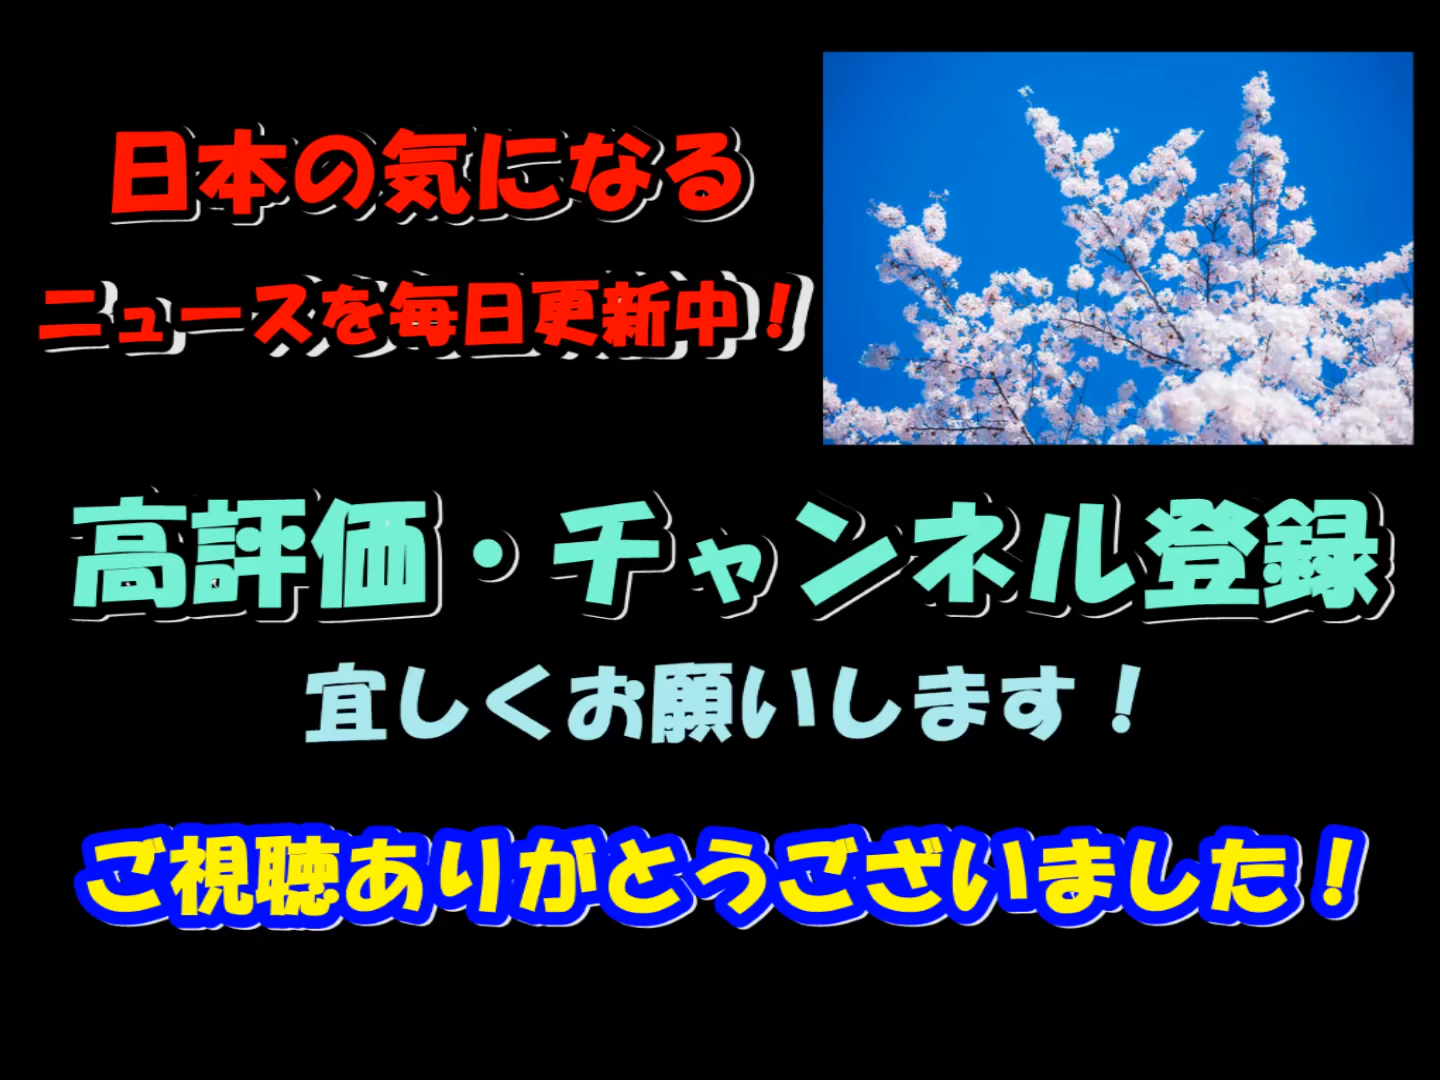 日本の気になる
ニュースを毎日更新中！
高評価・チャンネル登録
宜しくお願いします！
ご視聴ありがとうございました！